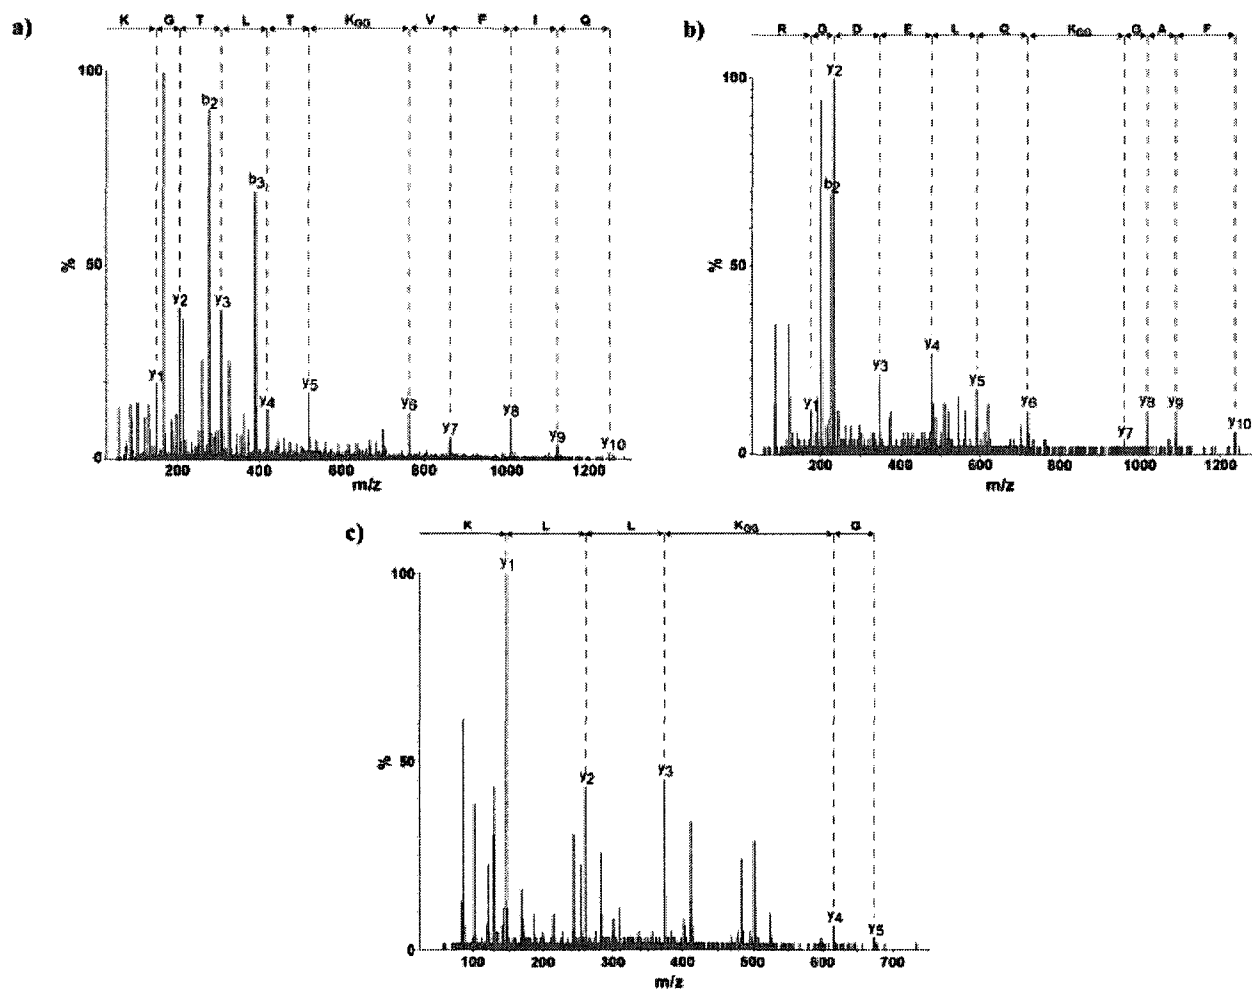 a)
K G T L T KGG V F I Q
100
b2
b3
%
50
y2
y3
y1
y4
y5
y6
y7
y8
y9
y10
0
200 400 600 800 1000 1200
m/z
b)
R G D E L Q KGG G A F
100
y2
b2
%
50
y4
y3
y5
y1
y6
y7
y8
y9
y10
0
200 400 600 800 1000 1200
m/z
c)
K L L KGG G
100
y1
%
50
y2
y3
y4
y5
0
100 200 300 400 500 600 700
m/z